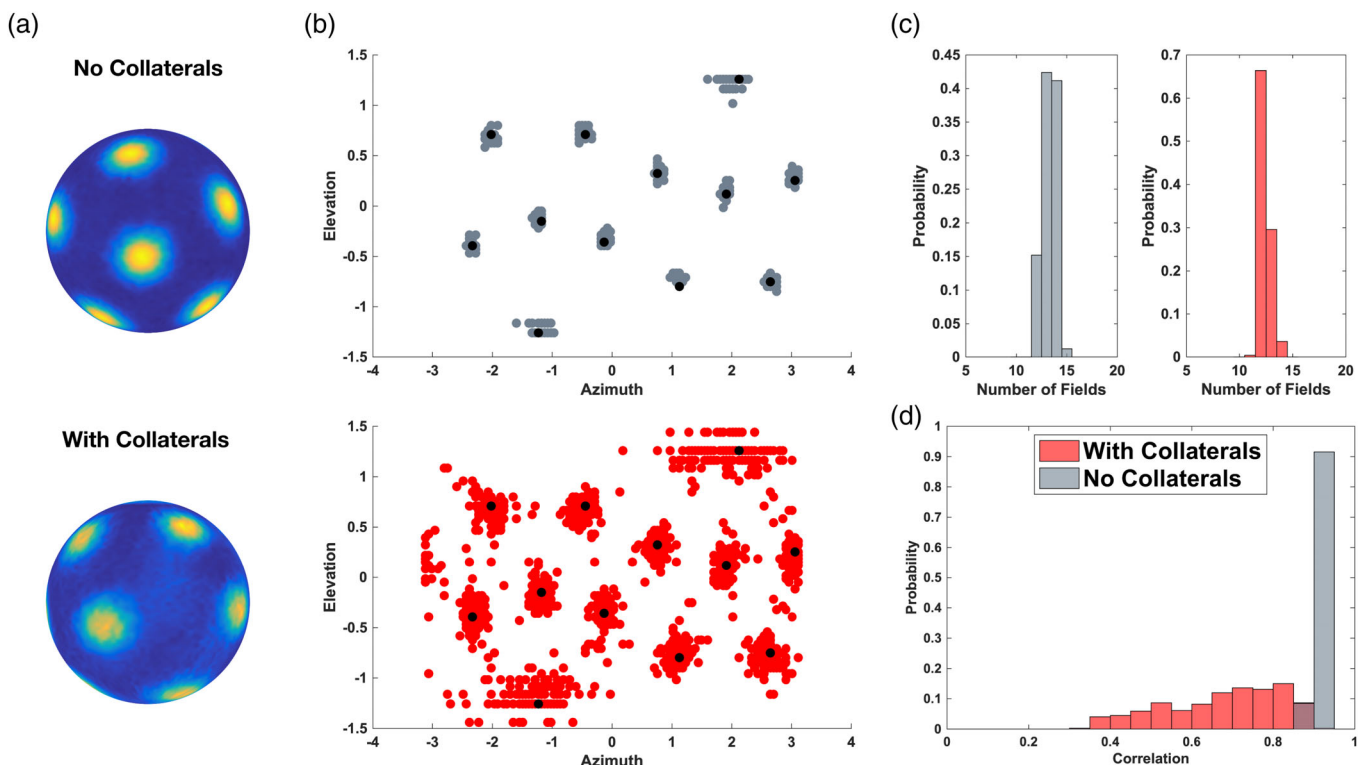 (a)
No Collaterals
With Collaterals
(b)
1.5
1
0.5
0
-0.5
-1
-1.5
Elevation
-4 -3 -2 -1 0 1 2 3 4
Azimuth
1.5
1
0.5
0
-0.5
-1
-1.5
Elevation
-4 -3 -2 -1 0 1 2 3 4
Azimuth
(c)
0.45
0.4
0.35
0.3
0.25
0.2
0.15
0.1
0.05
0
Probability
5 10 15 20
Number of Fields
0.7
0.6
0.5
0.4
0.3
0.2
0.1
0
Probability
5 10 15 20
Number of Fields
(d)
1
0.9
0.8
0.7
0.6
0.5
0.4
0.3
0.2
0.1
0
Probability
With Collaterals
No Collaterals
0 0.2 0.4 0.6 0.8 1
Correlation